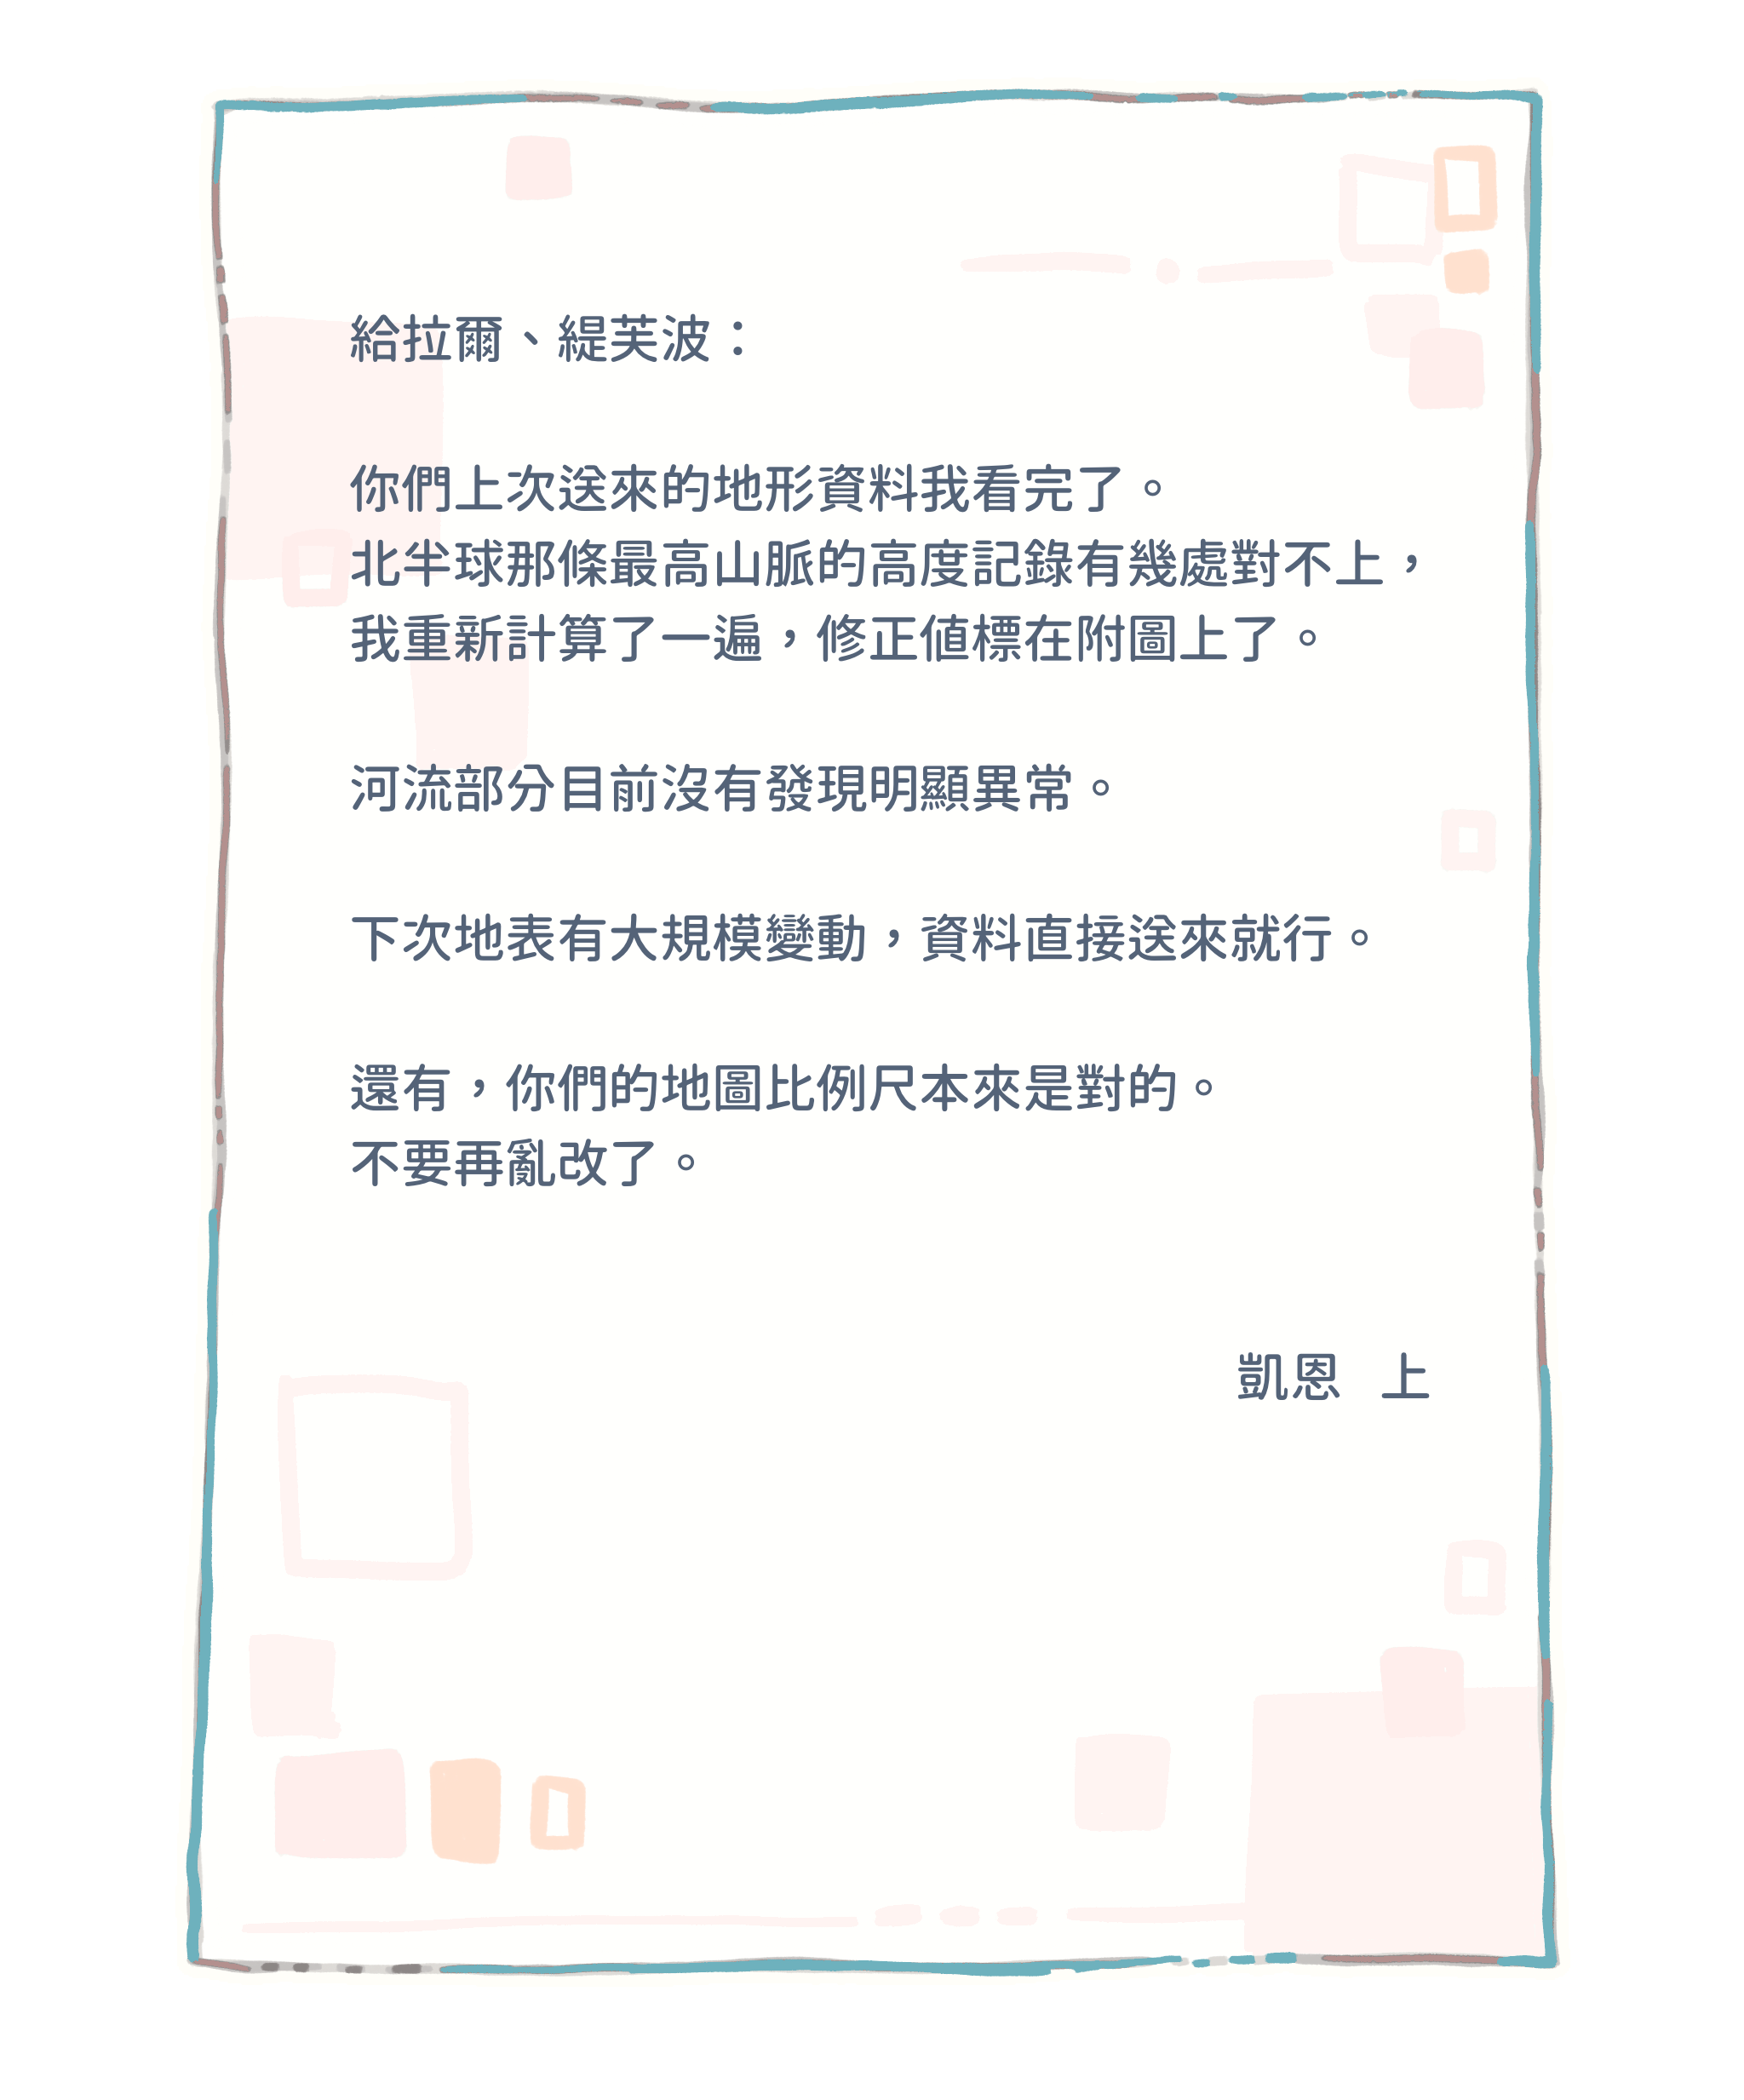 給拉爾、緹芙波：
你們上次送來的地形資料我看完了。
北半球那條最高山脈的高度記錄有幾處對不上，
我重新計算了一遍，修正值標在附圖上了。
河流部分目前沒有發現明顯異常。
下次地表有大規模變動，資料直接送來就行。
還有，你們的地圖比例尺本來是對的。
不要再亂改了。
凱恩 上